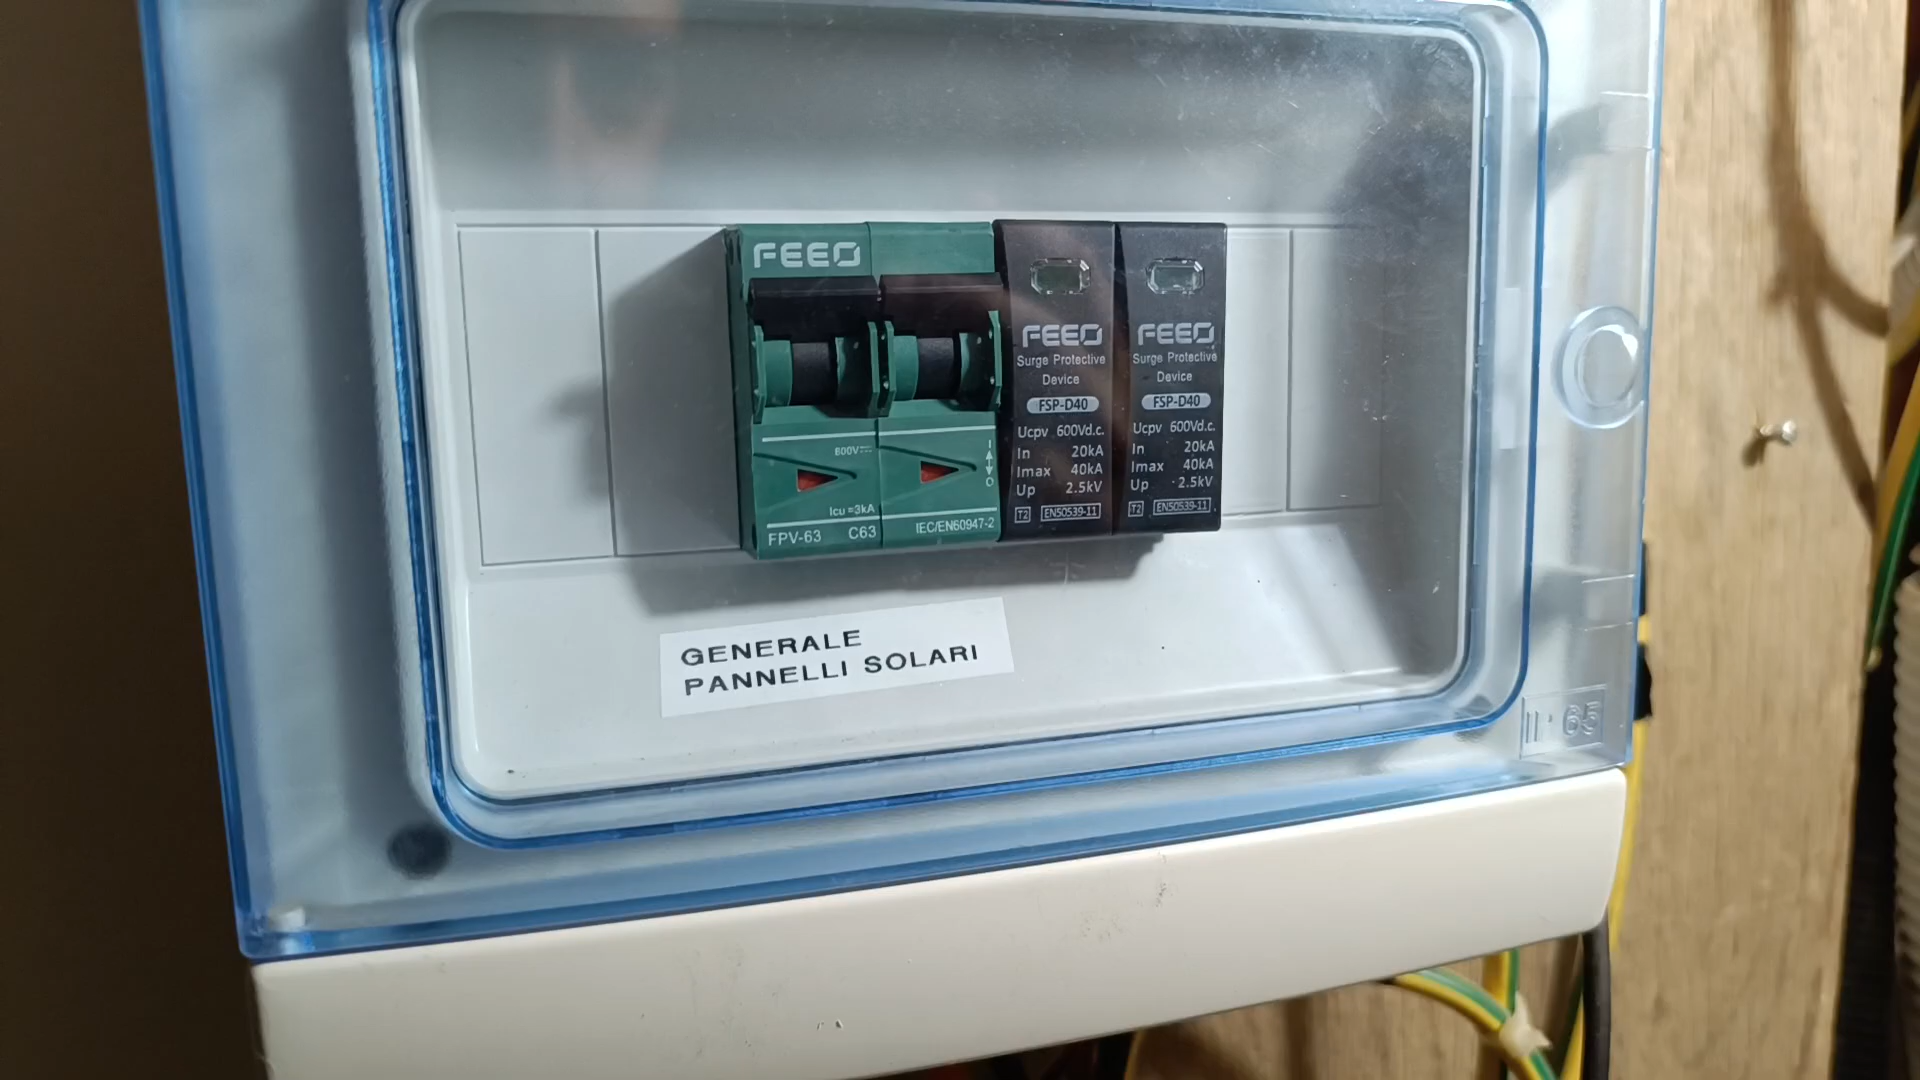 FEEO
FEEO
Surge Protective
Device
FSP-D40
Ucpv 600Vd.c.
In 20kA
Imax 40kA
Up 2.5kV
T2 EN50539-11
FEEO
Surge Protective
Device
FSP-D40
Ucpv 600Vd.c.
In 20kA
Imax 40kA
Up 2.5kV
T2 EN50539-11
I
O
Icu=3kA
FPV-63 C63
IEC/EN60947-2
GENERALE
PANNELLI SOLARI
IP 65